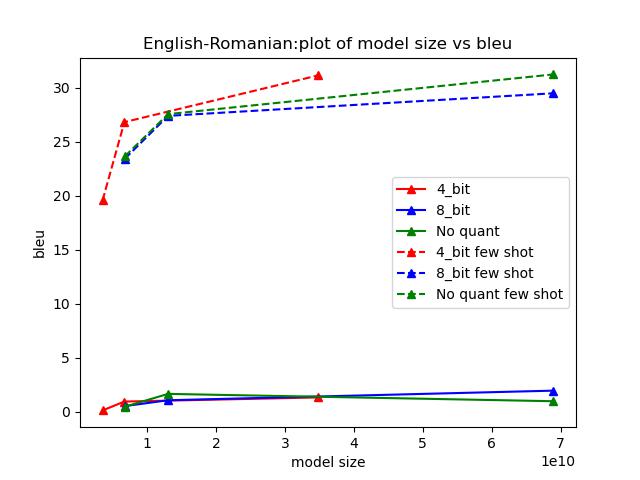 English-Romanian:plot of model size vs bleu
30
25
20
15
10
5
0
bleu
4_bit
8_bit
No quant
4_bit few shot
8_bit few shot
No quant few shot
1 2 3 4 5 6 7
1e10
model size